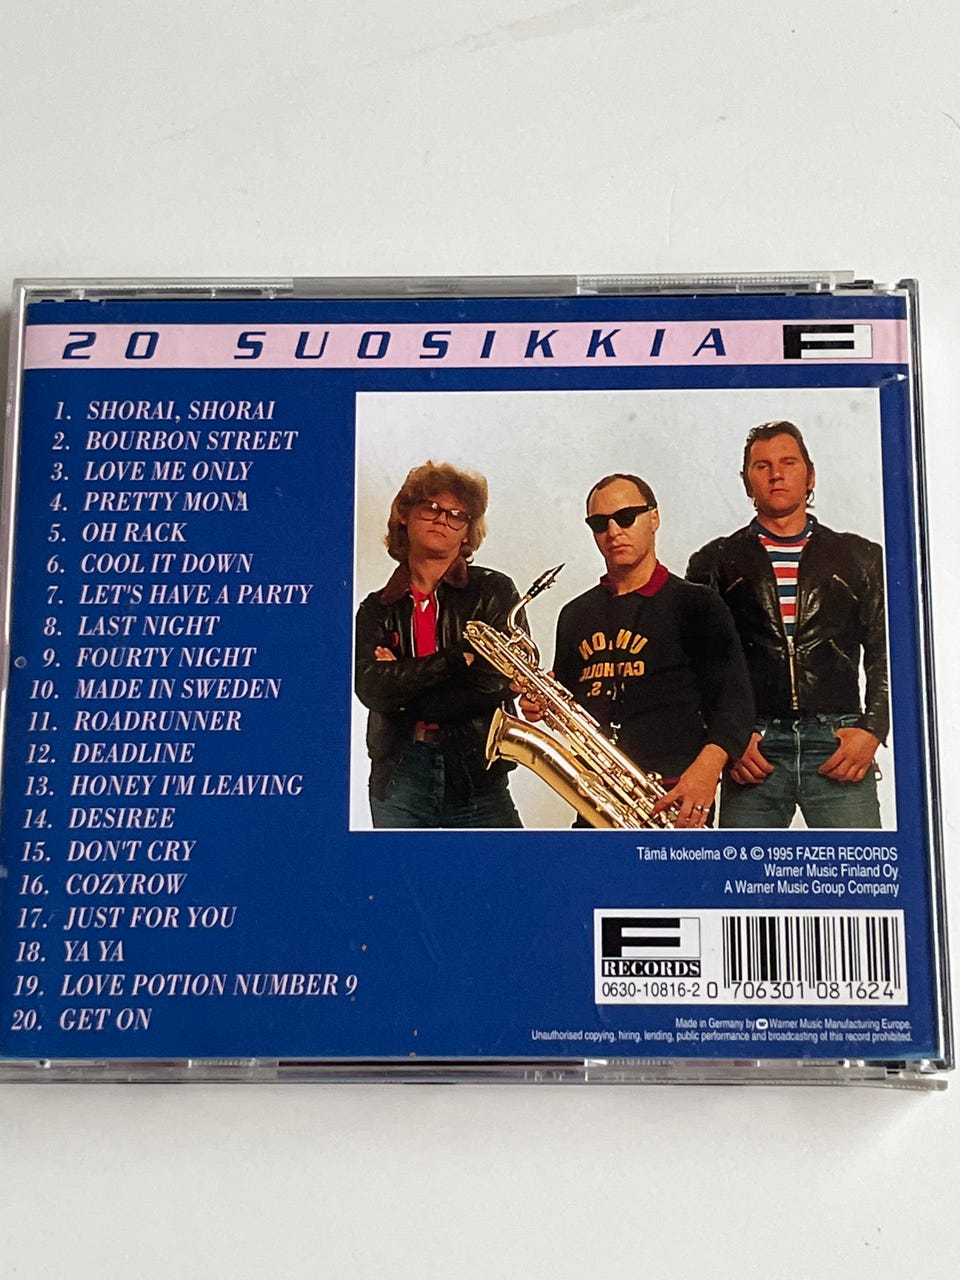 20 SUOSIKKIA
1. SHORAI, SHORAI
2. BOURBON STREET
3. LOVE ME ONLY
4. PRETTY MONA
5. OH RACK
6. COOL IT DOWN
7. LET'S HAVE A PARTY
8. LAST NIGHT
9. FOURTY NIGHT
10. MADE IN SWEDEN
11. ROADRUNNER
12. DEADLINE
13. HONEY I'M LEAVING
14. DESIREE
15. DON'T CRY
16. COZYROW
17. JUST FOR YOU
18. YA YA
19. LOVE POTION NUMBER 9
20. GET ON
UNION
CATHOLIC
.S.
Tämä kokoelma ℗ & © 1995 FAZER RECORDS
Warner Music Finland Oy.
A Warner Music Group Company
F RECORDS
0630-10816-2
0 706301 081624
Made in Germany by Warner Music Manufacturing Europe.
Unauthorised copying, hiring, lending, public performance and broadcasting of this record prohibited.